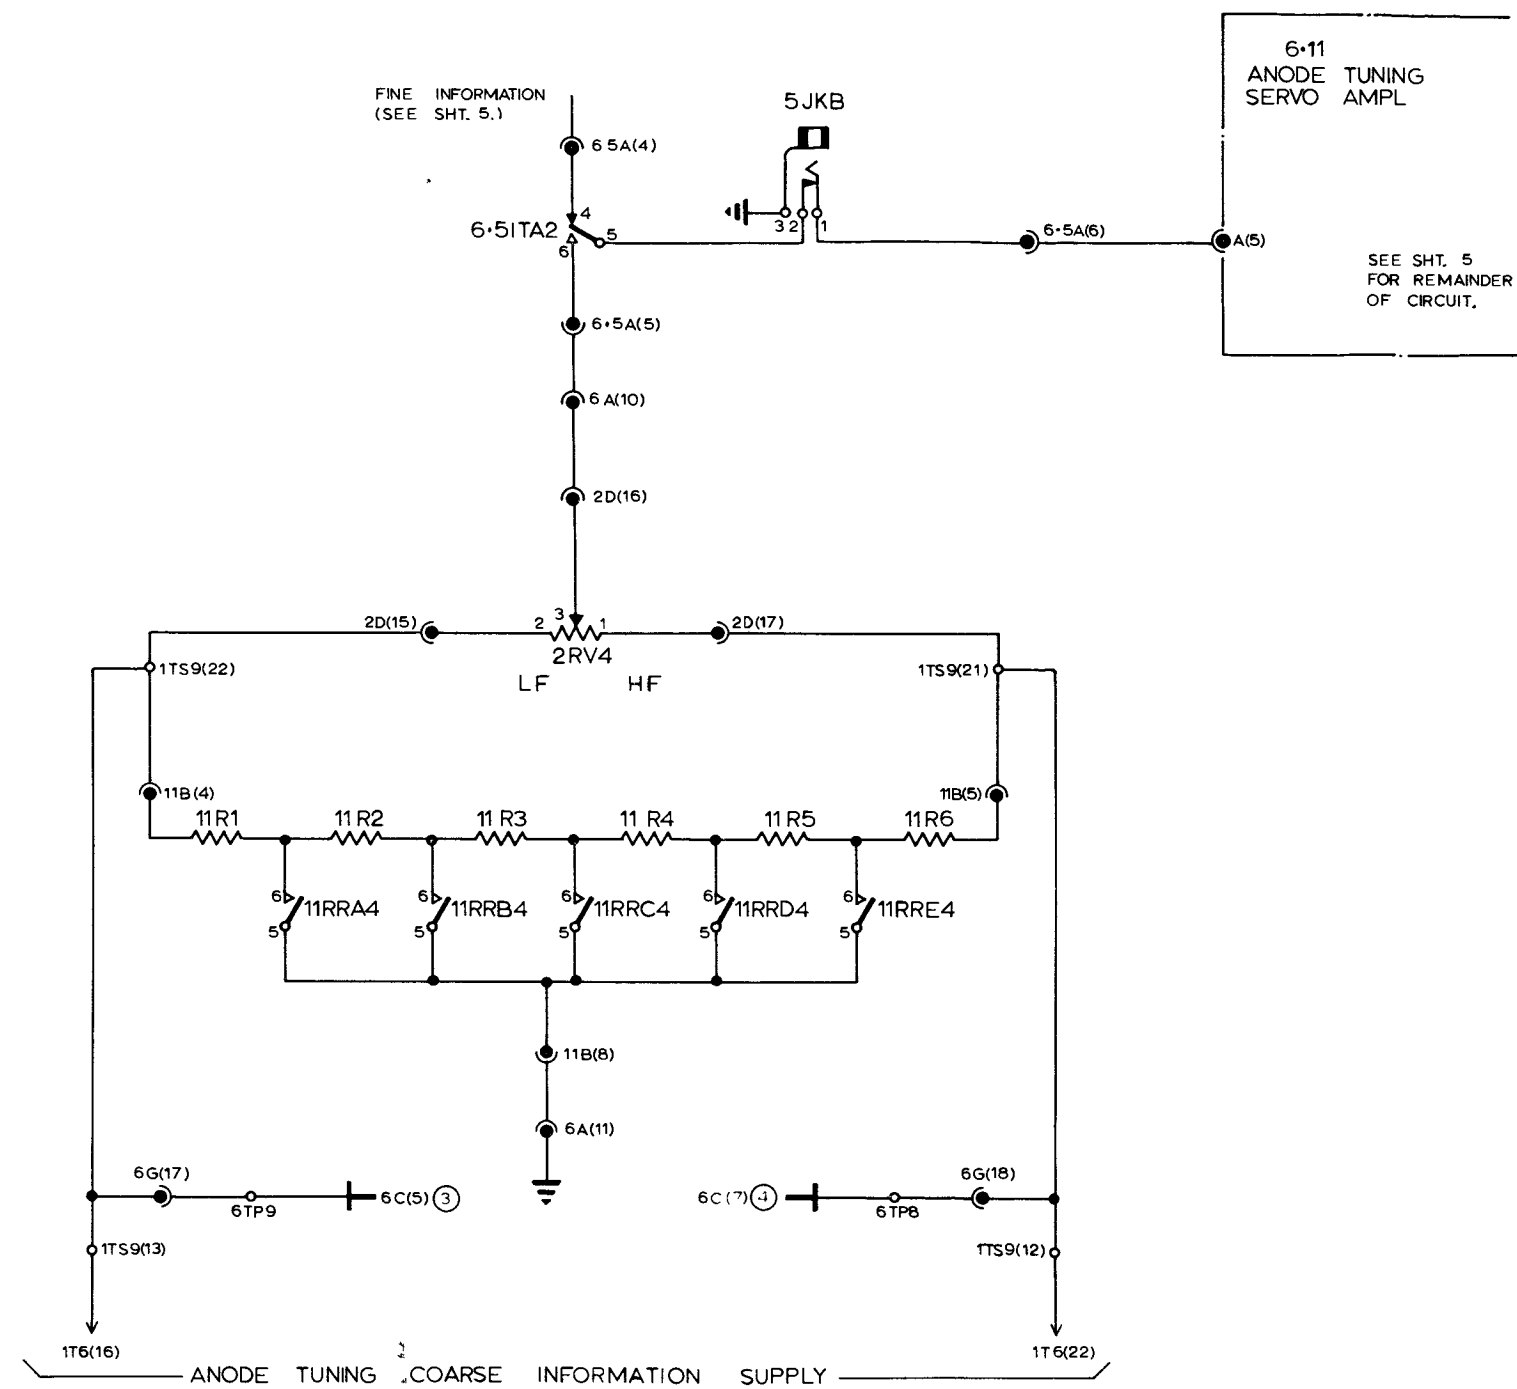 6·11
ANODE TUNING
SERVO AMPL
FINE INFORMATION
(SEE SHT. 5.)
5JKB
6 5A(4)
4
6·5ITA2
5
6
3 2 1
6·5A(6)
A(5)
SEE SHT. 5
FOR REMAINDER
OF CIRCUIT.
6·5A(5)
6A(10)
2D(16)
2D(15)
2 3 1
2D(17)
2RV4
LF HF
1TS9(22)
1TS9(21)
11B(4)
11B(5)
11R1 11R2 11R3 11R4 11R5 11R6
6 6 6 6 6
11RRA4 11RRB4 11RRC4 11RRD4 11RRE4
5 5 5 5 5
11B(8)
6A(11)
6G(17)
6G(18)
6C(5) 3
6C(7) 4
6TP9
6TP8
1TS9(13)
1TS9(12)
1T6(16)
1T6(22)
ANODE TUNING COARSE INFORMATION SUPPLY